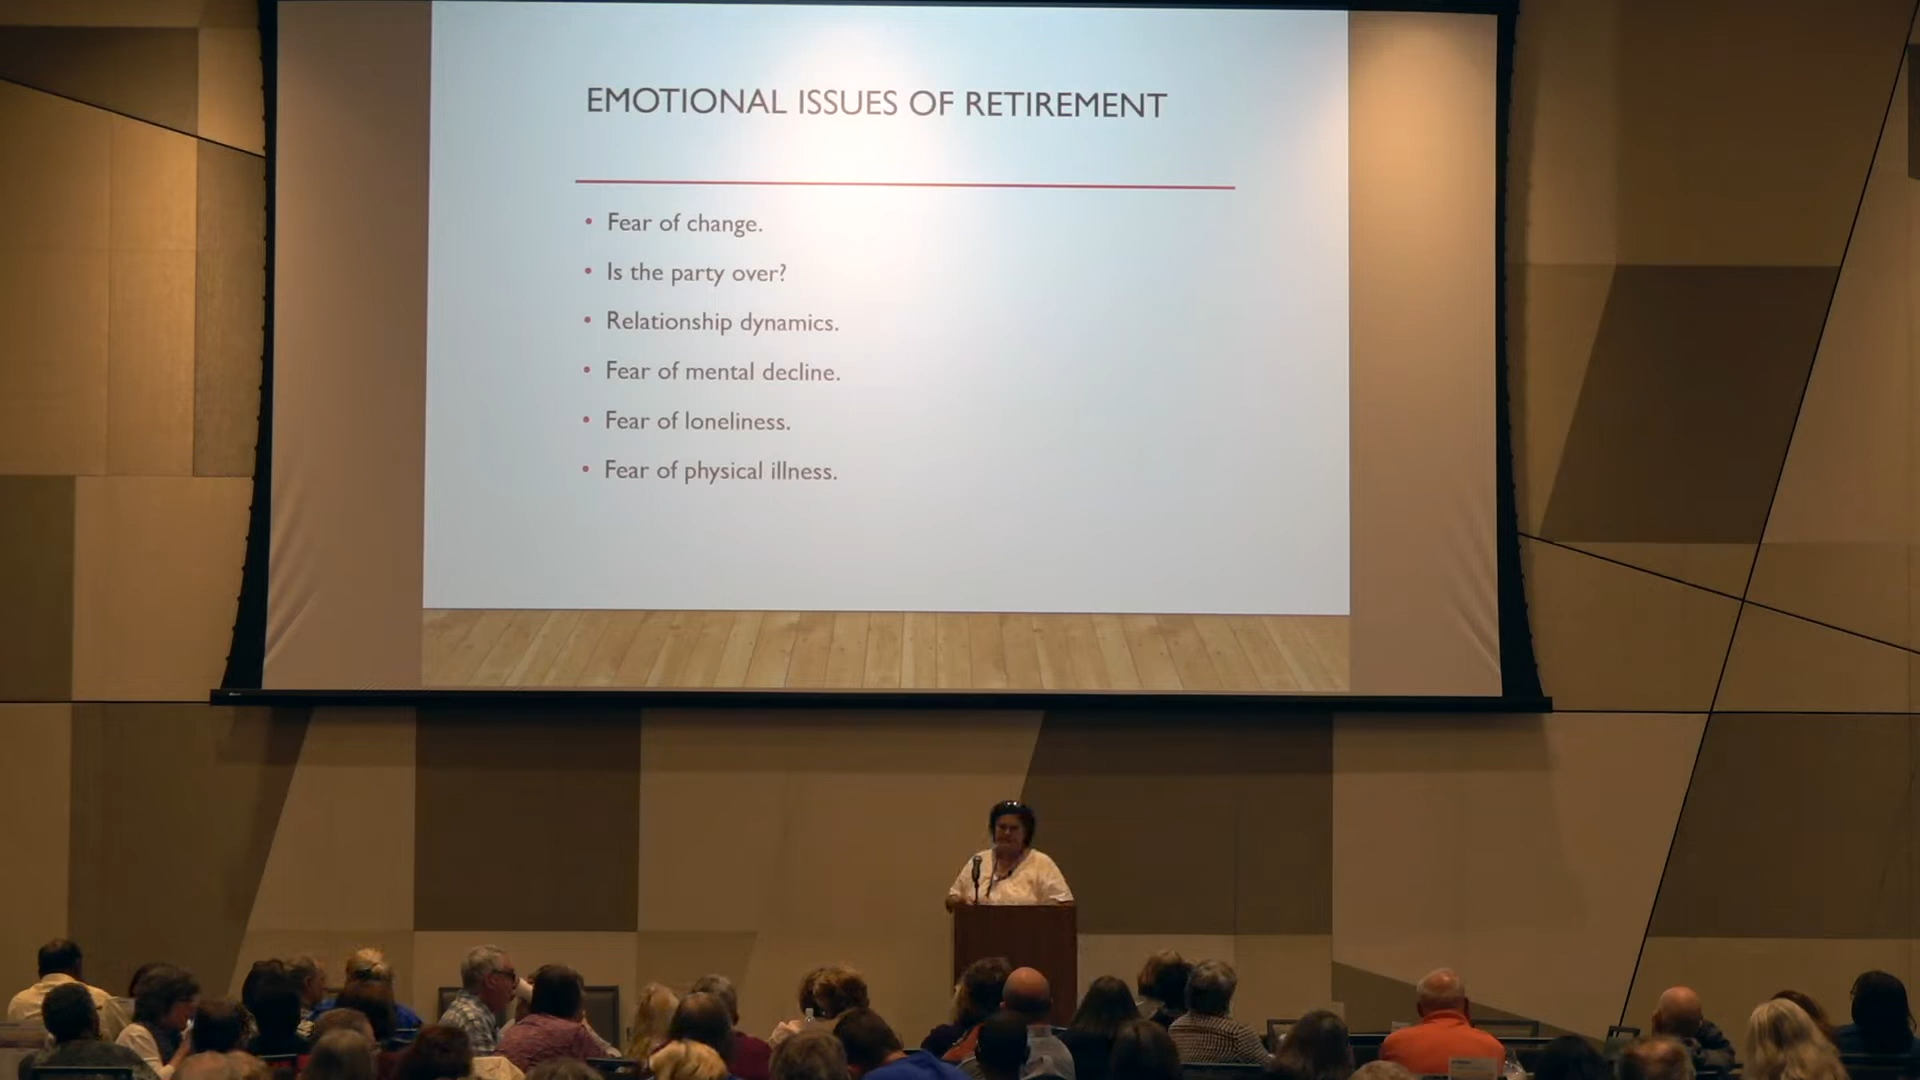 EMOTIONAL ISSUES OF RETIREMENT
• Fear of change.
• Is the party over?
• Relationship dynamics.
• Fear of mental decline.
• Fear of loneliness.
• Fear of physical illness.